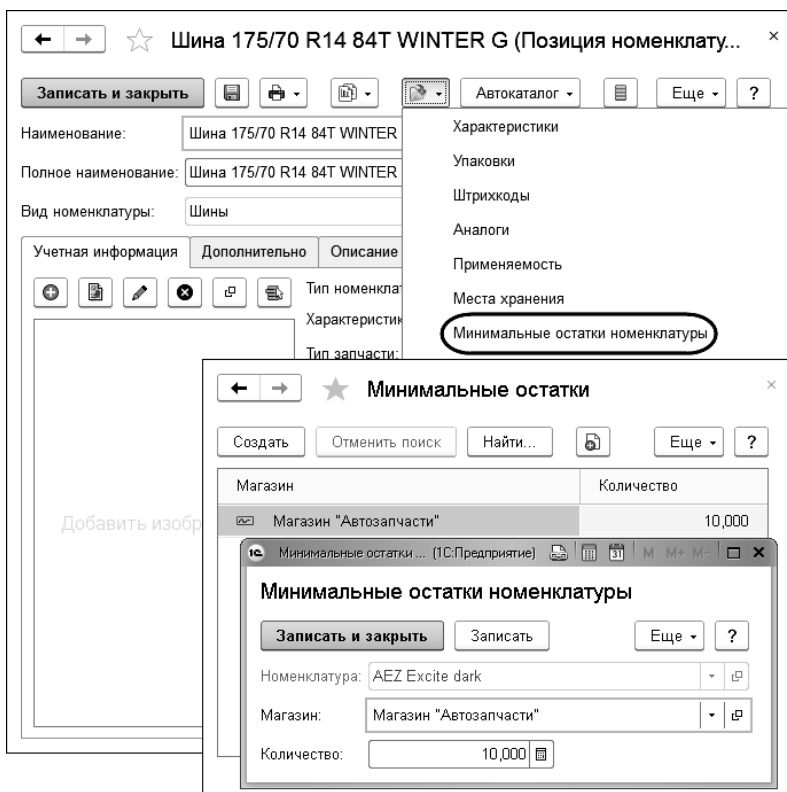 Шина 175/70 R14 84T WINTER G (Позиция номенклату...
Записать и закрыть Автокаталог Еще ?
Наименование: Шина 175/70 R14 84T WINTER
Полное наименование: Шина 175/70 R14 84T WINTER
Вид номенклатуры: Шины
Характеристики
Упаковки
Штрихкоды
Аналоги
Применяемость
Места хранения
Минимальные остатки номенклатуры
Учетная информация Дополнительно Описание
Тип номенкла
Характеристик
Тип запчасти:
Добавить изобр
Минимальные остатки
Создать Отменить поиск Найти... Еще ?
Магазин Количество
Магазин "Автозапчасти" 10,000
1С Минимальные остатки ... (1С:Предприятие) 31 M M+ M-
Минимальные остатки номенклатуры
Записать и закрыть Записать Еще ?
Номенклатура: AEZ Excite dark
Магазин: Магазин "Автозапчасти"
Количество: 10,000